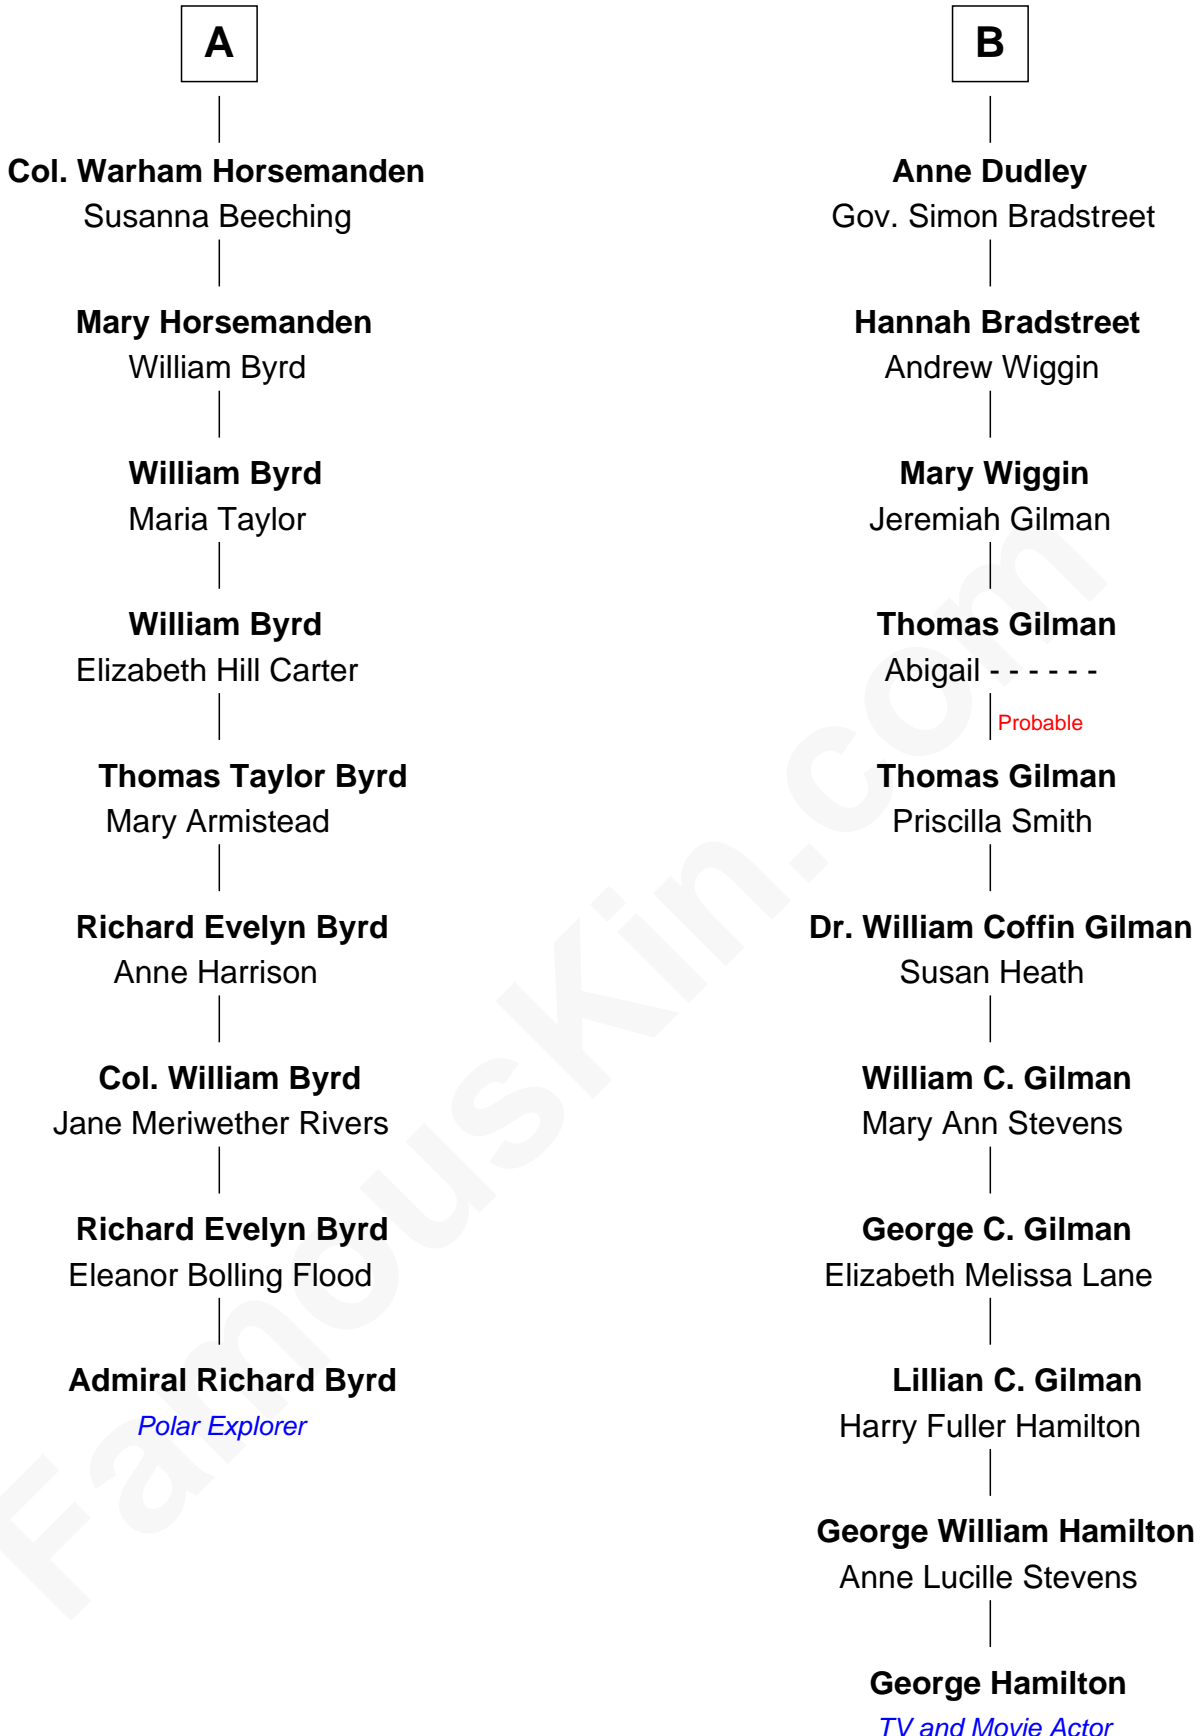 A
Col. Warham Horsemanden
Susanna Beeching
Mary Horsemanden
William Byrd
William Byrd
Maria Taylor
William Byrd
Elizabeth Hill Carter
Thomas Taylor Byrd
Mary Armistead
Richard Evelyn Byrd
Anne Harrison
Col. William Byrd
Jane Meriwether Rivers
Richard Evelyn Byrd
Eleanor Bolling Flood
Admiral Richard Byrd
Polar Explorer
B
Anne Dudley
Gov. Simon Bradstreet
Hannah Bradstreet
Andrew Wiggin
Mary Wiggin
Jeremiah Gilman
Thomas Gilman
Abigail - - - - - -
Probable
Thomas Gilman
Priscilla Smith
Dr. William Coffin Gilman
Susan Heath
William C. Gilman
Mary Ann Stevens
George C. Gilman
Elizabeth Melissa Lane
Lillian C. Gilman
Harry Fuller Hamilton
George William Hamilton
Anne Lucille Stevens
George Hamilton
TV and Movie Actor
FamousKin.com